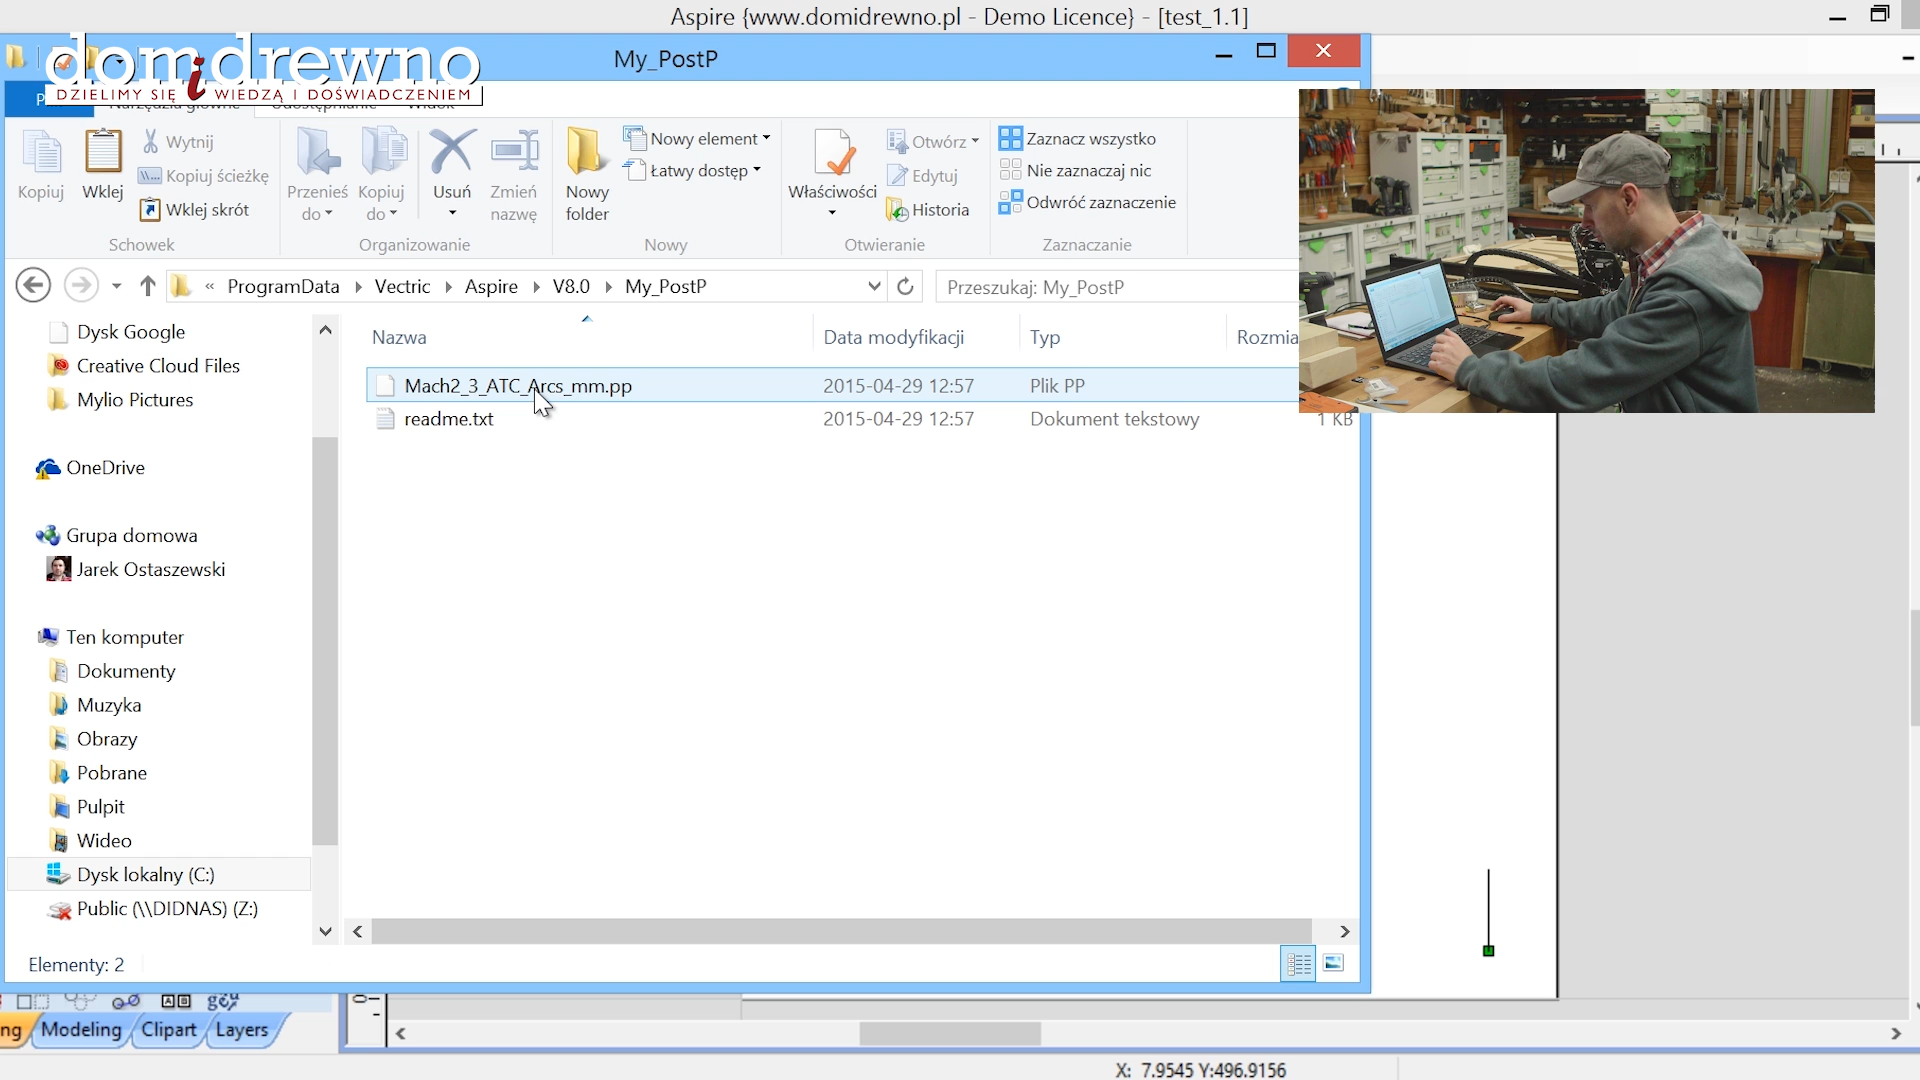 Aspire {www.domidrewno.pl - Demo Licence} - [test_1.1]
domidrewno
DZIELIMY SIĘ WIEDZĄ I DOŚWIADCZENIEM
My_PostP
Kopiuj
Wklej
Wytnij
Kopiuj ścieżkę
Wklej skrót
Schowek
Przenieś do
Kopiuj do
Usuń
Zmień nazwę
Organizowanie
Nowy folder
Nowy element
Łatwy dostęp
Nowy
Właściwości
Otwórz
Edytuj
Historia
Otwieranie
Zaznacz wszystko
Nie zaznaczaj nic
Odwróć zaznaczenie
Zaznaczanie
« ProgramData Vectric Aspire V8.0 My_PostP
Przeszukaj: My_PostP
Nazwa Data modyfikacji Typ Rozmia
Mach2_3_ATC_Arcs_mm.pp 2015-04-29 12:57 Plik PP
readme.txt 2015-04-29 12:57 Dokument tekstowy 1 KB
Dysk Google
Creative Cloud Files
Mylio Pictures
OneDrive
Grupa domowa
Jarek Ostaszewski
Ten komputer
Dokumenty
Muzyka
Obrazy
Pobrane
Pulpit
Wideo
Dysk lokalny (C:)
Public (\\DIDNAS) (Z:)
Elementy: 2
ng Modeling Clipart Layers
X: 7.9545 Y:496.9156